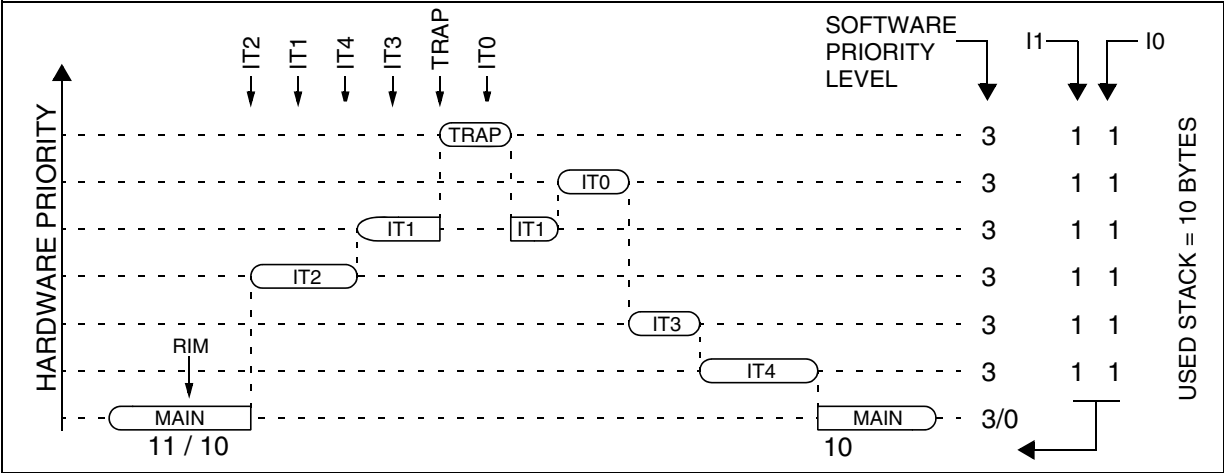 IT2 IT1 IT4 IT3 TRAP IT0
SOFTWARE
PRIORITY
LEVEL
I1 I0
HARDWARE PRIORITY
TRAP 3 1 1
IT0 3 1 1
IT1 IT1 3 1 1
IT2 3 1 1
IT3 3 1 1
RIM
IT4 3 1 1
MAIN MAIN 3/0
11 / 10 10
USED STACK = 10 BYTES